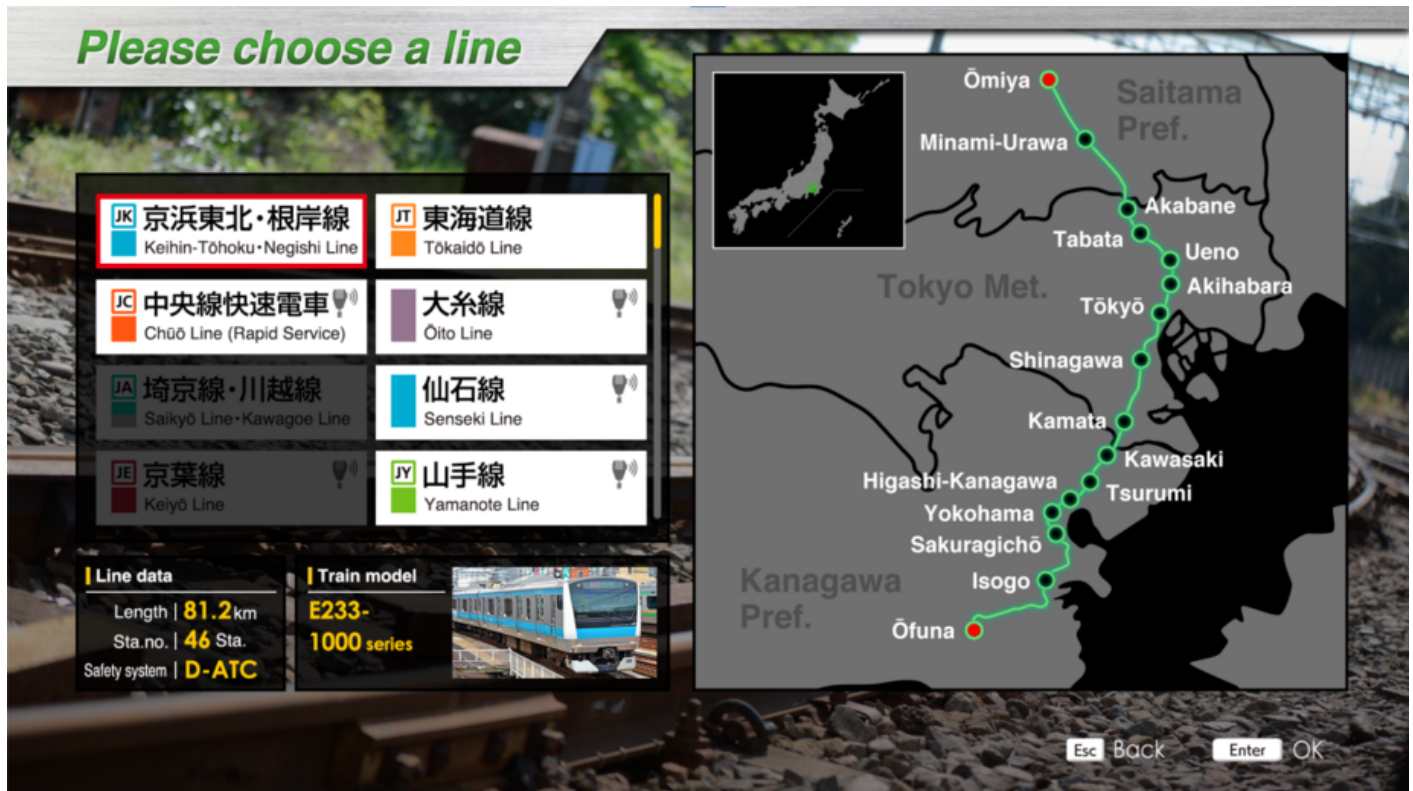 Please choose a line
JK 京浜東北・根岸線
Keihin-Tōhoku・Negishi Line
JT 東海道線
Tōkaidō Line
JC 中央線快速電車
Chūō Line (Rapid Service)
大糸線
Ōito Line
JA 埼京線・川越線
Saikyō Line・Kawagoe Line
仙石線
Senseki Line
JE 京葉線
Keiyō Line
JY 山手線
Yamanote Line
Line data
Length | 81.2 km
Sta.no. | 46 Sta.
Safety system | D-ATC
Train model
E233-
1000 series
Ōmiya
Saitama
Pref.
Minami-Urawa
Akabane
Tabata
Ueno
Tokyo Met.
Akihabara
Tōkyō
Shinagawa
Kamata
Kawasaki
Higashi-Kanagawa
Tsurumi
Yokohama
Sakuragichō
Kanagawa
Pref.
Isogo
Ōfuna
Esc Back
Enter OK